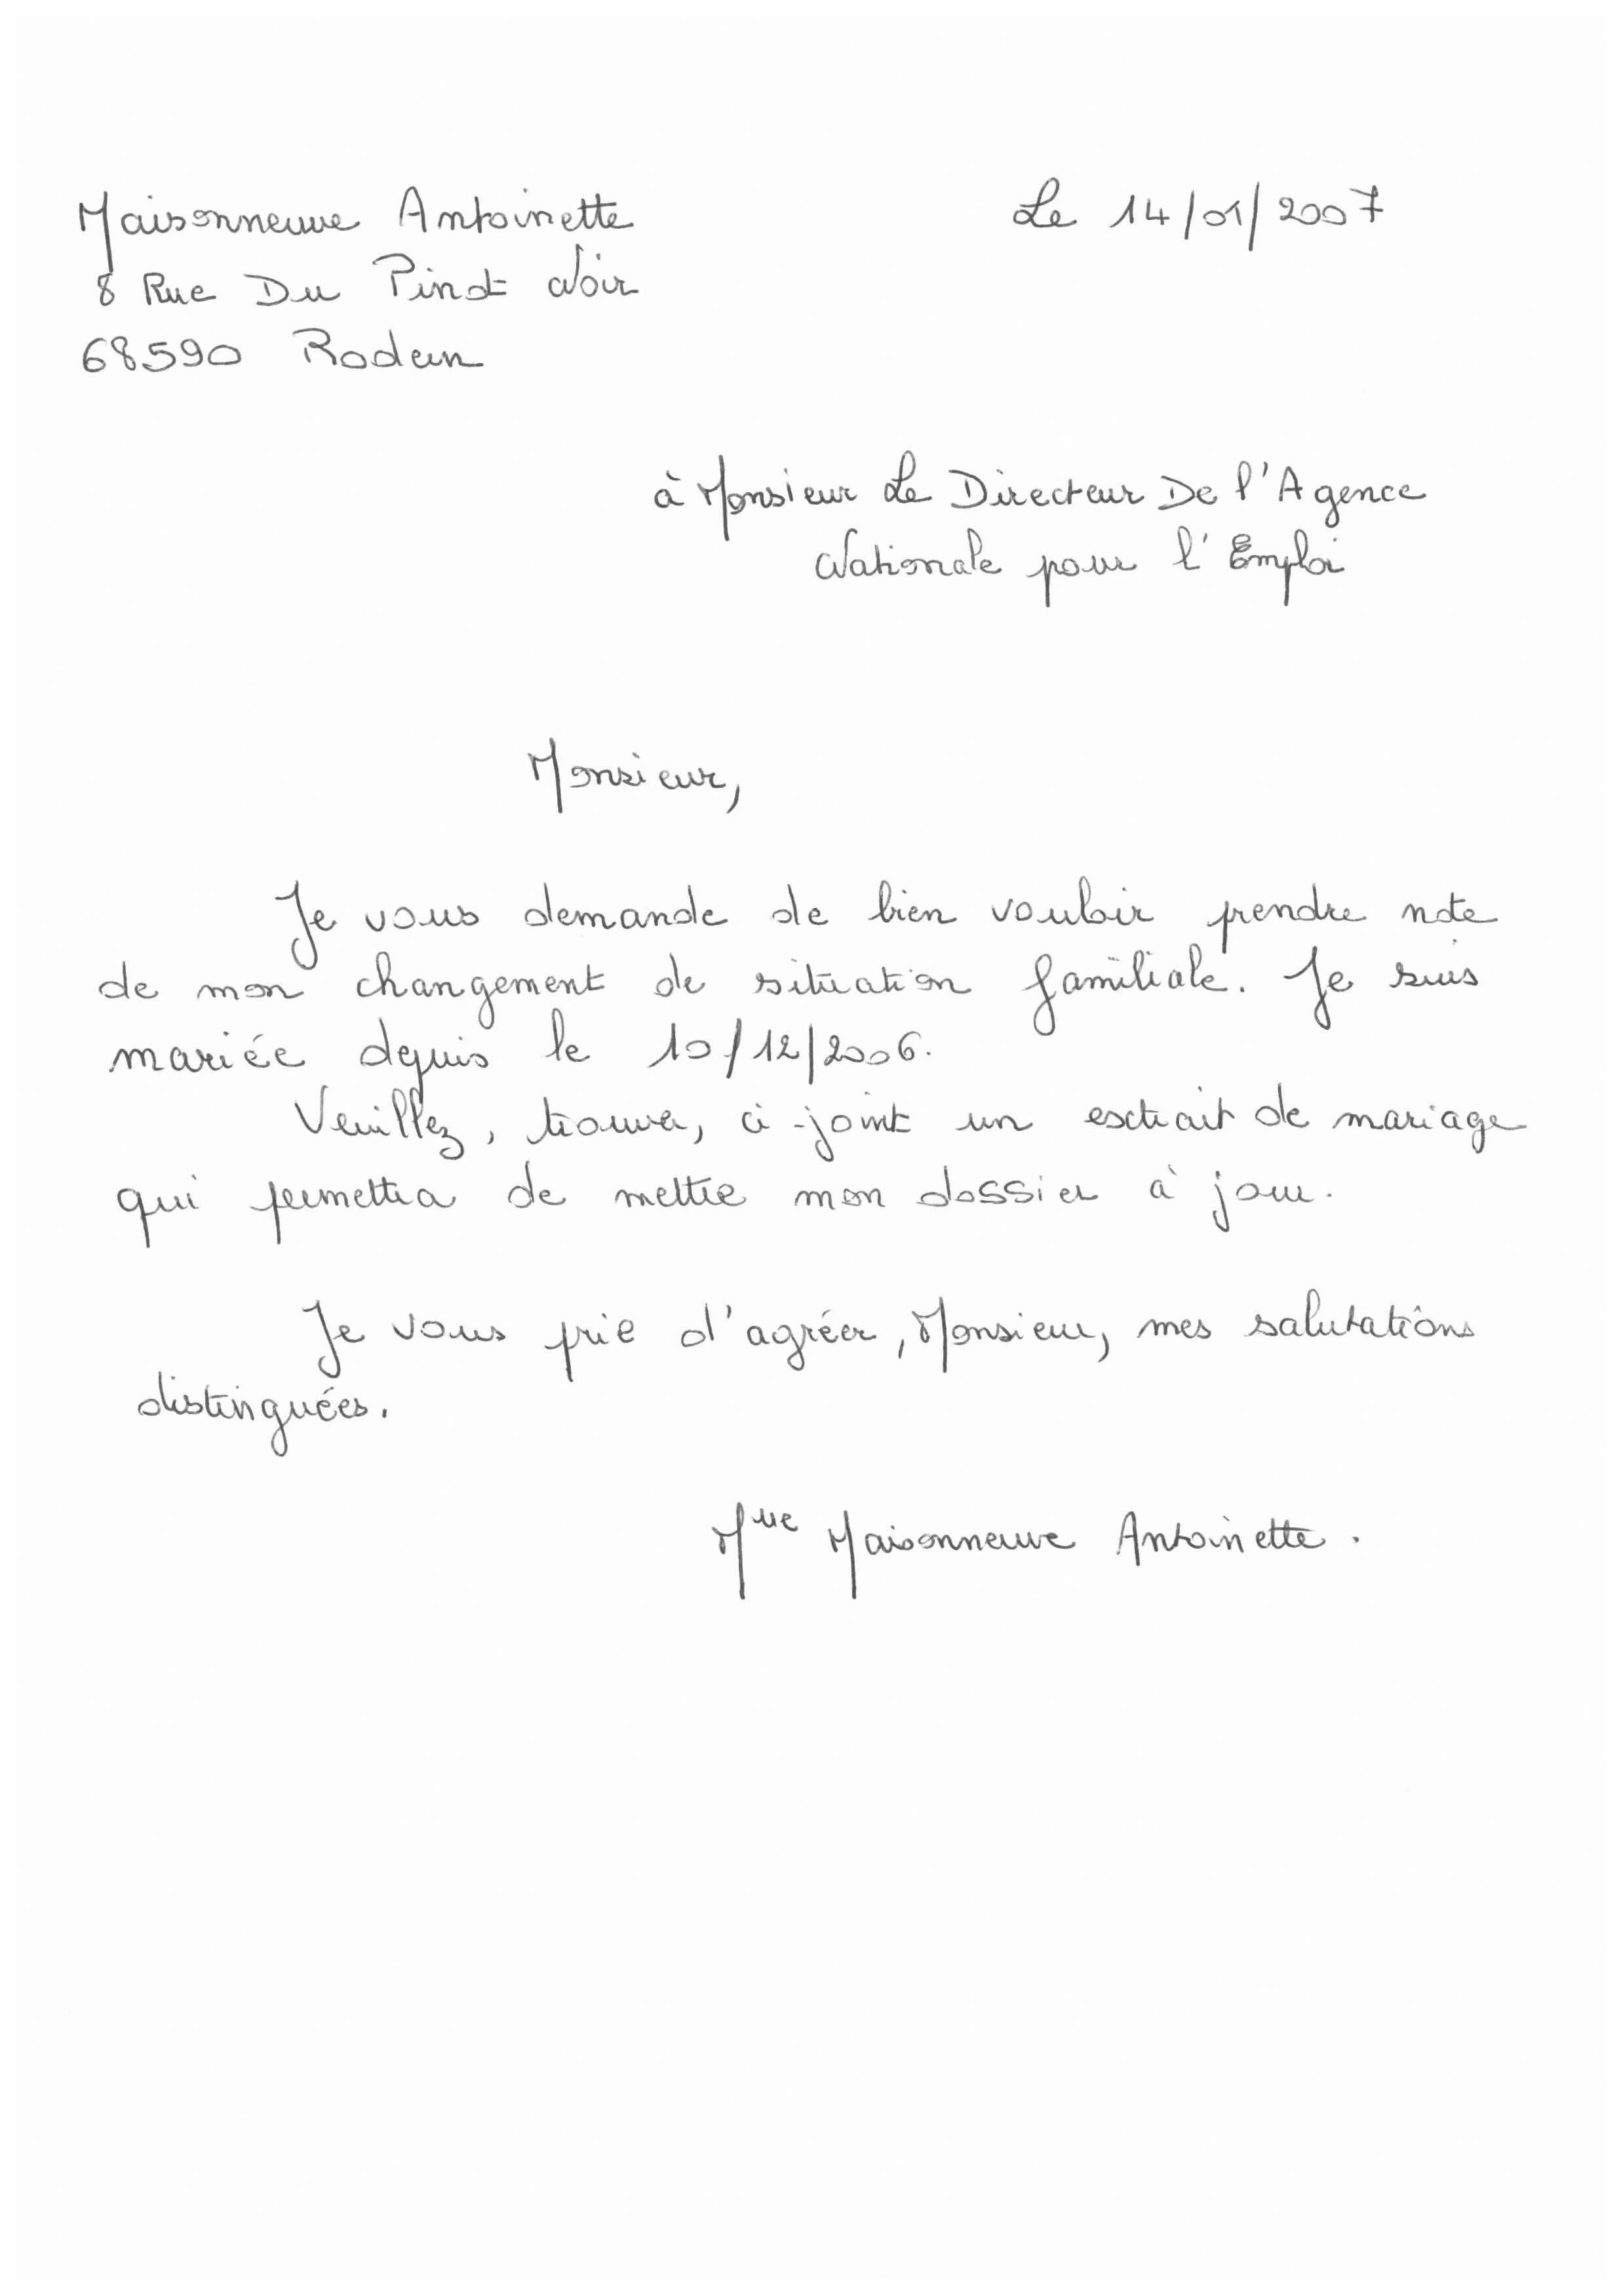 Maisonneuve Antoinette
Le 14/01/2007
8 Rue Du Pinot Noir
68590 Rodern
à Monsieur Le Directeur De l'Agence
Nationale pour l'Emploi
Monsieur,
Je vous demande de bien vouloir prendre note
de mon changement de situation familiale. Je suis
mariée depuis le 10/12/2006.
Veuillez, trouver, ci-joint un extrait de mariage
qui permettra de mettre mon dossier à jour.
Je vous prie d'agréer, Monsieur, mes salutations
distinguées.
Maisonneuve Antoinette.